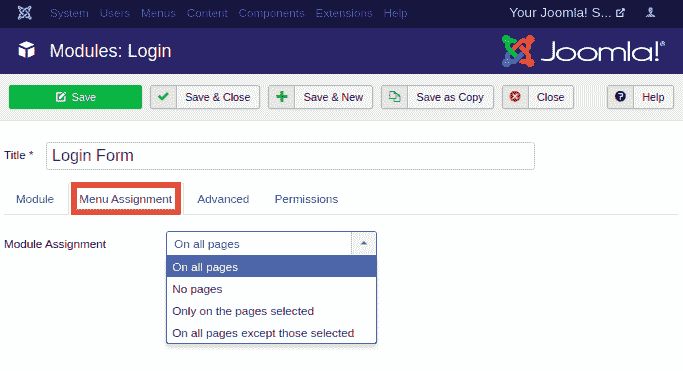 System Users Menus Content Components Extensions Help Your Joomla! S...
Modules: Login Joomla!®
Save Save & Close Save & New Save as Copy Close Help
Title * Login Form
Module Menu Assignment Advanced Permissions
Module Assignment On all pages
On all pages
No pages
Only on the pages selected
On all pages except those selected